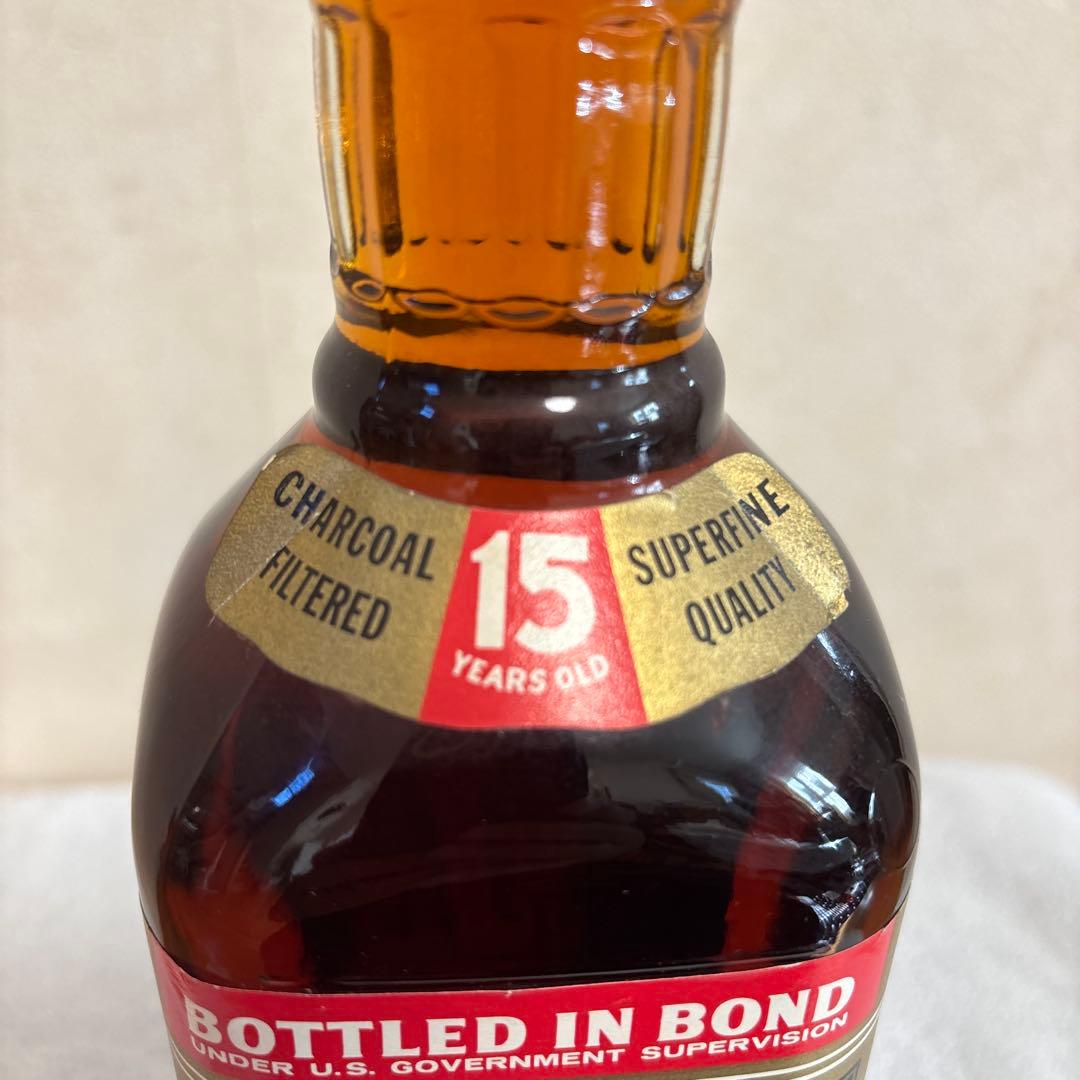 CHARCOAL
FILTERED
15
YEARS OLD
SUPERFINE
QUALITY
BOTTLED IN BOND
UNDER U.S. GOVERNMENT SUPERVISION